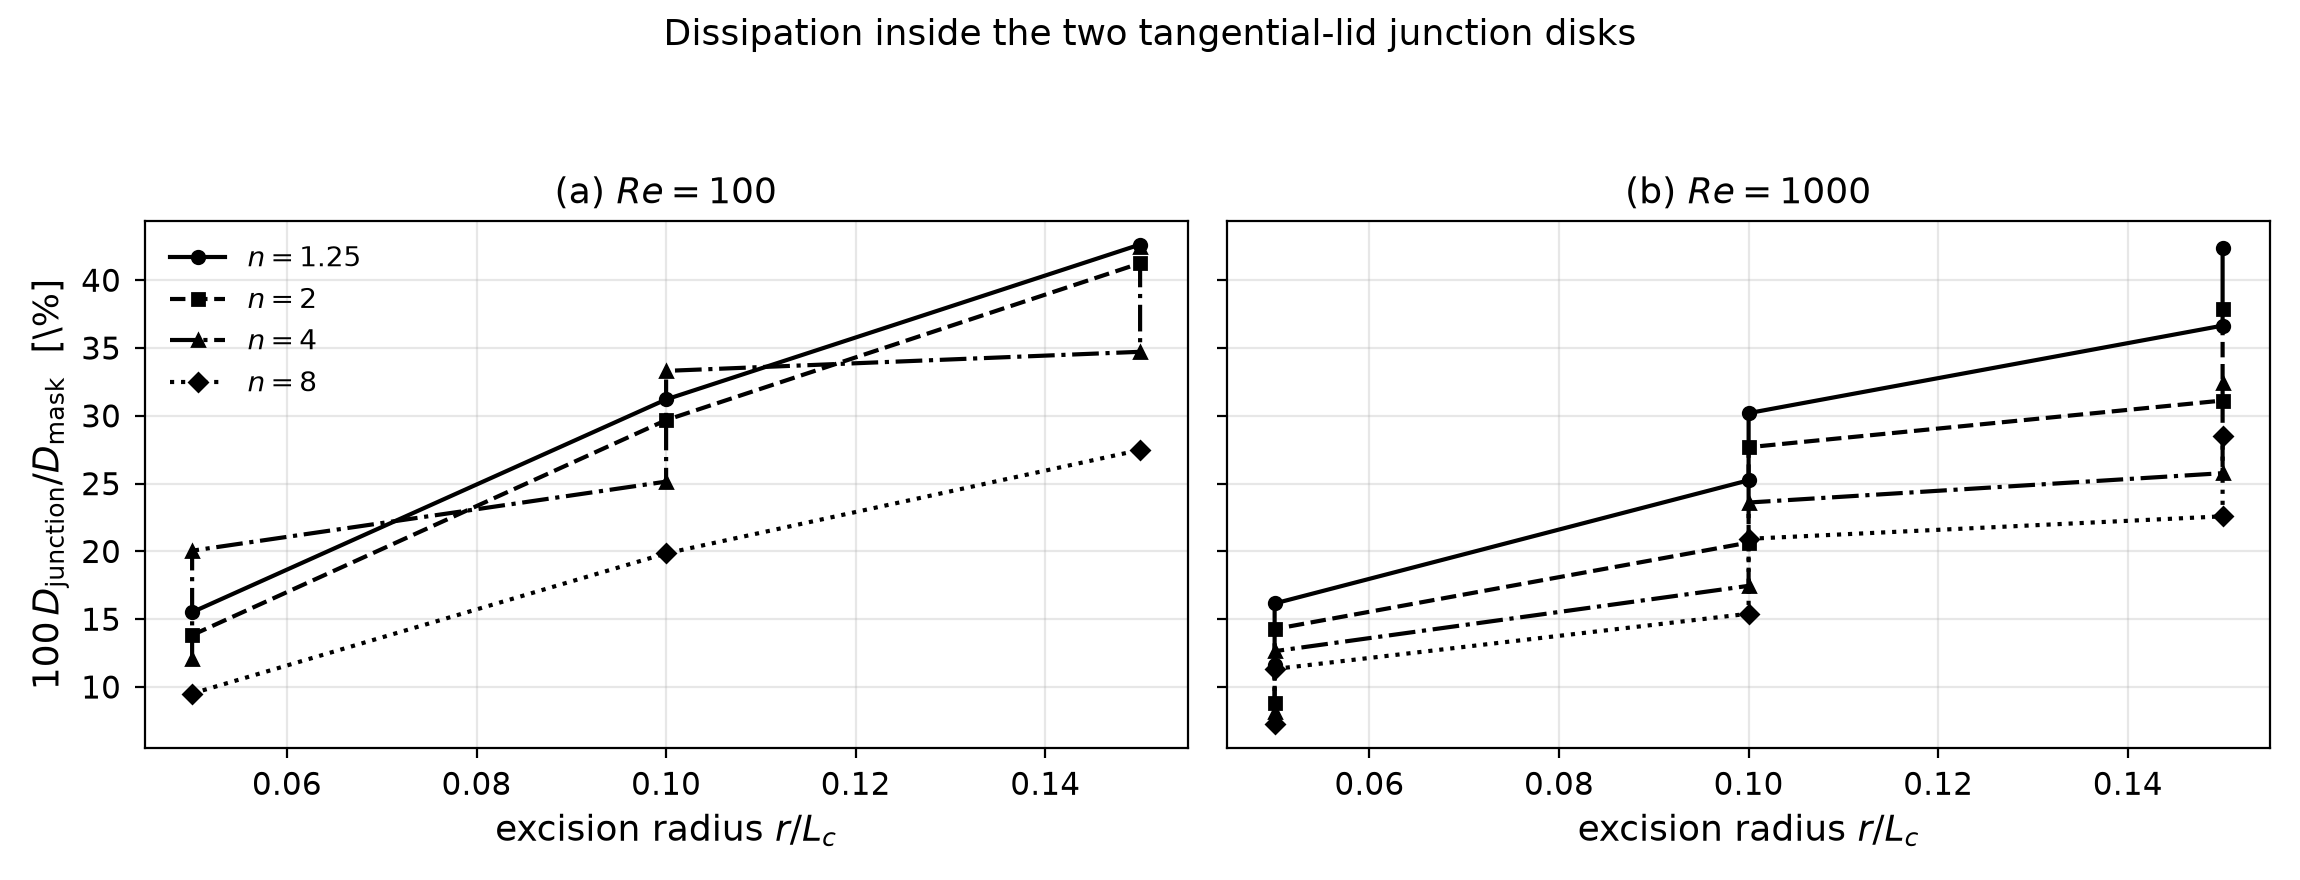 Dissipation inside the two tangential-lid junction disks
(a) Re = 100
(b) Re = 1000
100 D_junction/D_mask [\%]
40
35
30
25
20
15
10
n = 1.25
n = 2
n = 4
n = 8
0.06 0.08 0.10 0.12 0.14
0.06 0.08 0.10 0.12 0.14
excision radius r/L_c
excision radius r/L_c